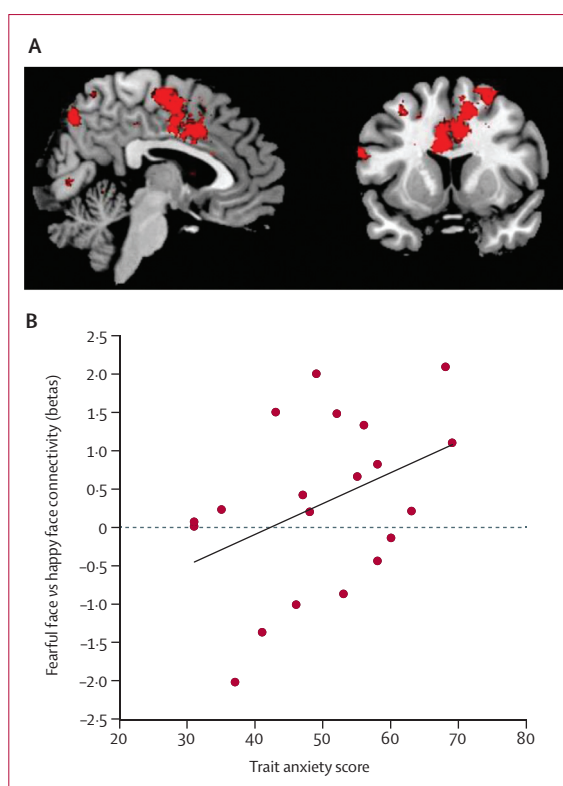 A
B
Fearful face vs happy face connectivity (betas)
2·5
2·0
1·5
1·0
0·5
0
–0·5
–1·0
–1·5
–2·0
–2·5
20 30 40 50 60 70 80
Trait anxiety score